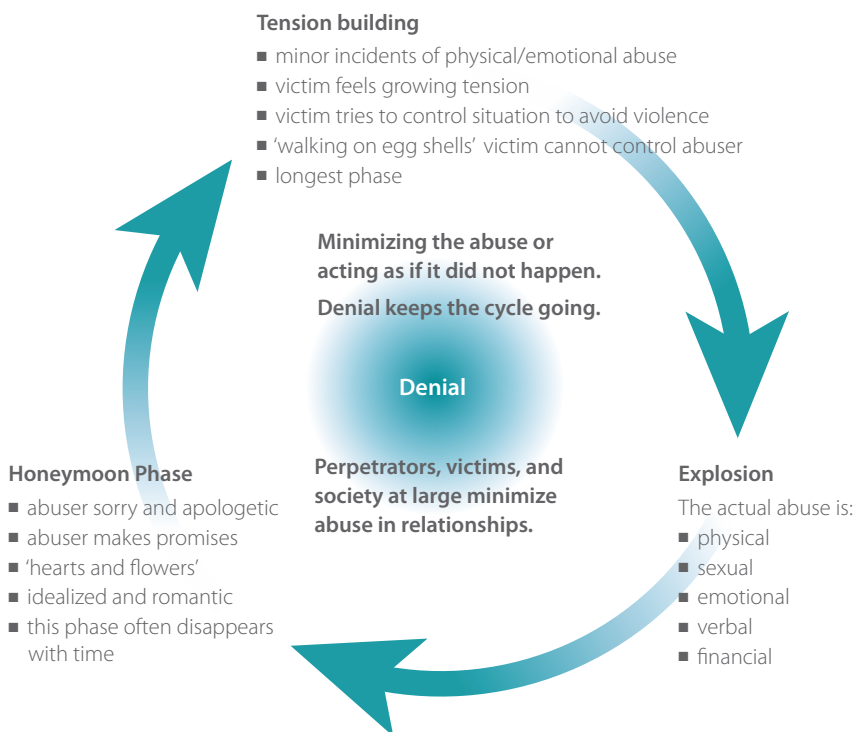 Tension building
■ minor incidents of physical/emotional abuse
■ victim feels growing tension
■ victim tries to control situation to avoid violence
■ ‘walking on egg shells’ victim cannot control abuser
■ longest phase
Minimizing the abuse or
acting as if it did not happen.
Denial keeps the cycle going.
Denial
Perpetrators, victims, and
society at large minimize
abuse in relationships.
Honeymoon Phase
■ abuser sorry and apologetic
■ abuser makes promises
■ ‘hearts and flowers’
■ idealized and romantic
■ this phase often disappears
with time
Explosion
The actual abuse is:
■ physical
■ sexual
■ emotional
■ verbal
■ financial